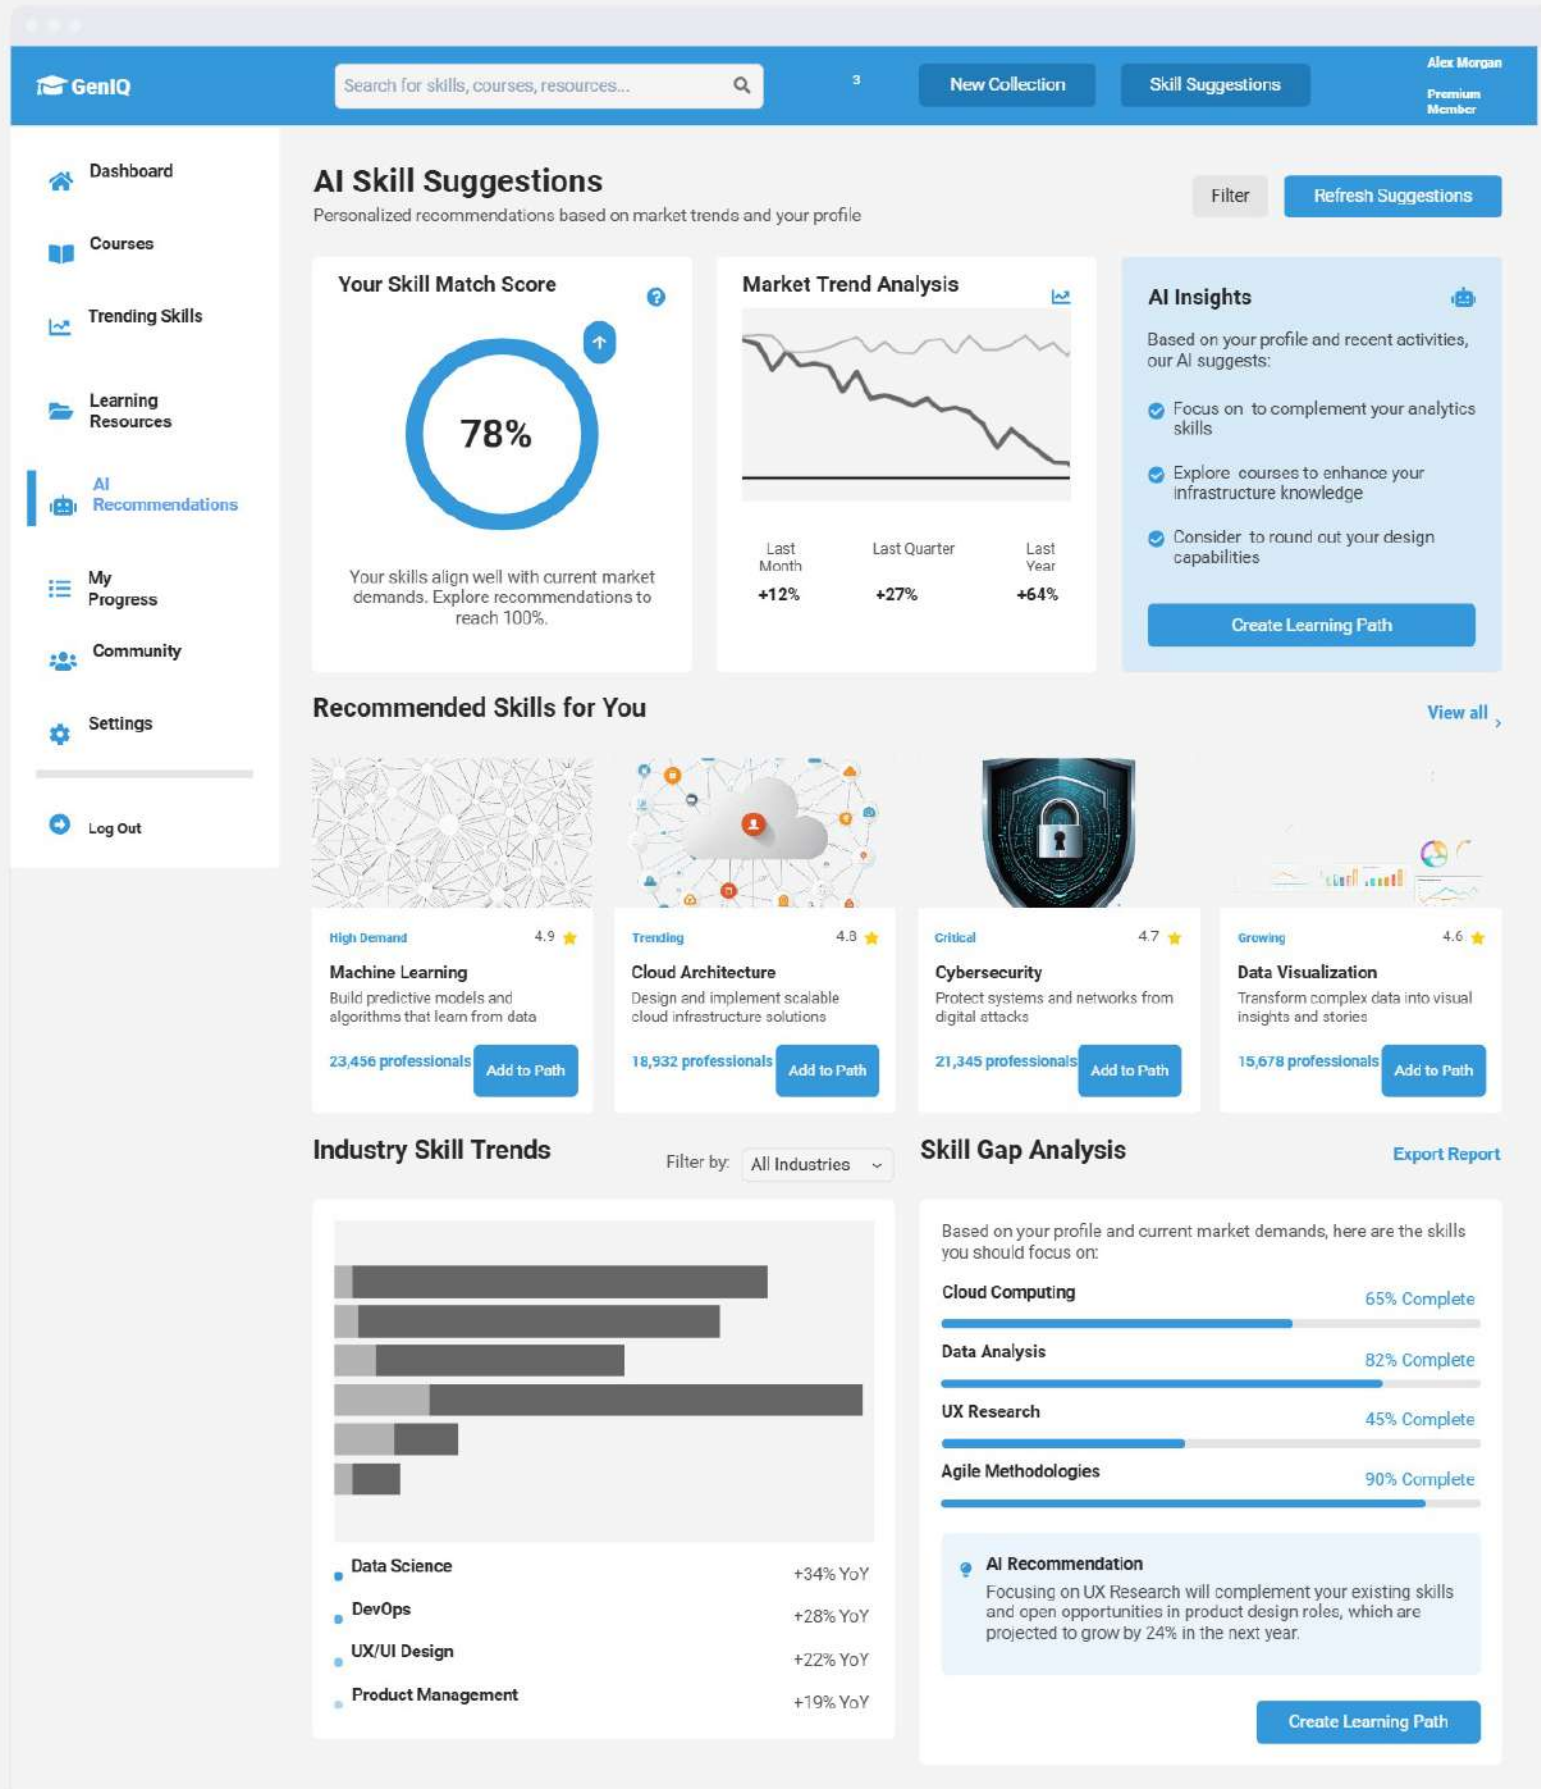 GenIQ
Search for skills, courses, resources...
3
New Collection
Skill Suggestions
Alex Morgan
Premium
Member
Dashboard
Courses
Trending Skills
Learning
Resources
AI
Recommendations
My
Progress
Community
Settings
Log Out
AI Skill Suggestions
Personalized recommendations based on market trends and your profile
Filter
Refresh Suggestions
Your Skill Match Score
78%
Your skills align well with current market
demands. Explore recommendations to
reach 100%.
Market Trend Analysis
Last
Month
+12%
Last Quarter
+27%
Last
Year
+64%
AI Insights
Based on your profile and recent activities,
our AI suggests:
Focus on to complement your analytics
skills
Explore courses to enhance your
infrastructure knowledge
Consider to round out your design
capabilities
Create Learning Path
Recommended Skills for You
View all
High Demand
4.9
Machine Learning
Build predictive models and
algorithms that learn from data
23,456 professionals
Add to Path
Trending
4.8
Cloud Architecture
Design and implement scalable
cloud infrastructure solutions
18,932 professionals
Add to Path
Critical
4.7
Cybersecurity
Protect systems and networks from
digital attacks
21,345 professionals
Add to Path
Growing
4.6
Data Visualization
Transform complex data into visual
insights and stories
15,678 professionals
Add to Path
Industry Skill Trends
Filter by:
All Industries
Data Science
+34% YoY
DevOps
+28% YoY
UX/UI Design
+22% YoY
Product Management
+19% YoY
Skill Gap Analysis
Export Report
Based on your profile and current market demands, here are the skills
you should focus on:
Cloud Computing
65% Complete
Data Analysis
82% Complete
UX Research
45% Complete
Agile Methodologies
90% Complete
AI Recommendation
Focusing on UX Research will complement your existing skills
and open opportunities in product design roles, which are
projected to grow by 24% in the next year.
Create Learning Path